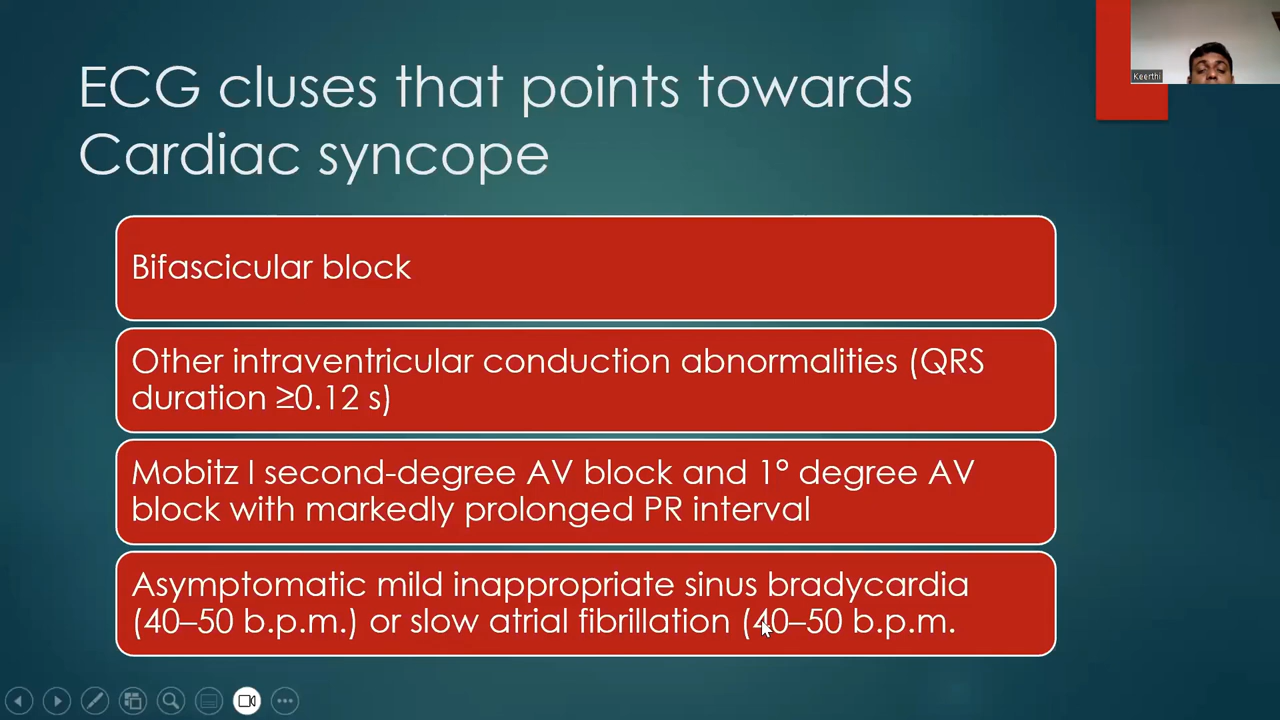 ECG cluses that points towards
Cardiac syncope
Keerthi
Bifascicular block
Other intraventricular conduction abnormalities (QRS
duration ≥0.12 s)
Mobitz I second-degree AV block and 1° degree AV
block with markedly prolonged PR interval
Asymptomatic mild inappropriate sinus bradycardia
(40–50 b.p.m.) or slow atrial fibrillation (40–50 b.p.m.